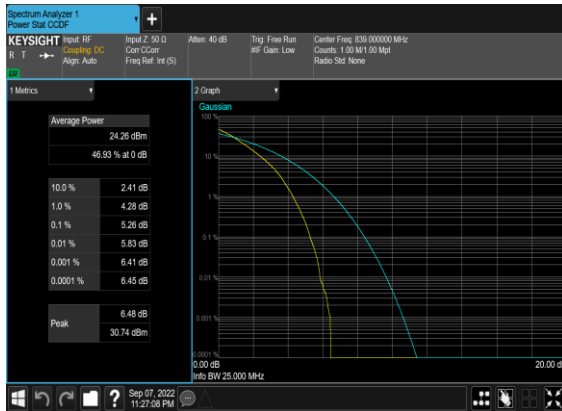 Spectrum Analyzer 1
Power Stat CCDF
+
KEYSIGHT
R T
Input: RF
Coupling: DC
Align: Auto
Input Z: 50 Ω
Corr CCorr
Freq Ref: Int (S)
Atten: 40 dB
Trig: Free Run
#IF Gain: Low
Center Freq: 839.000000 MHz
Counts: 1.00 M/1.00 Mpt
Radio Std: None
1 Metrics
Average Power
24.26 dBm
46.93 % at 0 dB
10.0 % 2.41 dB
1.0 % 4.28 dB
0.1 % 5.26 dB
0.01 % 5.83 dB
0.001 % 6.41 dB
0.0001 % 6.45 dB
Peak
6.48 dB
30.74 dBm
2 Graph
Gaussian
100 %
10 %
1 %
0.1 %
0.01 %
0.001 %
0.0001 %
0.00 dB
20.00 d
Info BW 25.000 MHz
?
Sep 07, 2022
11:27:08 PM